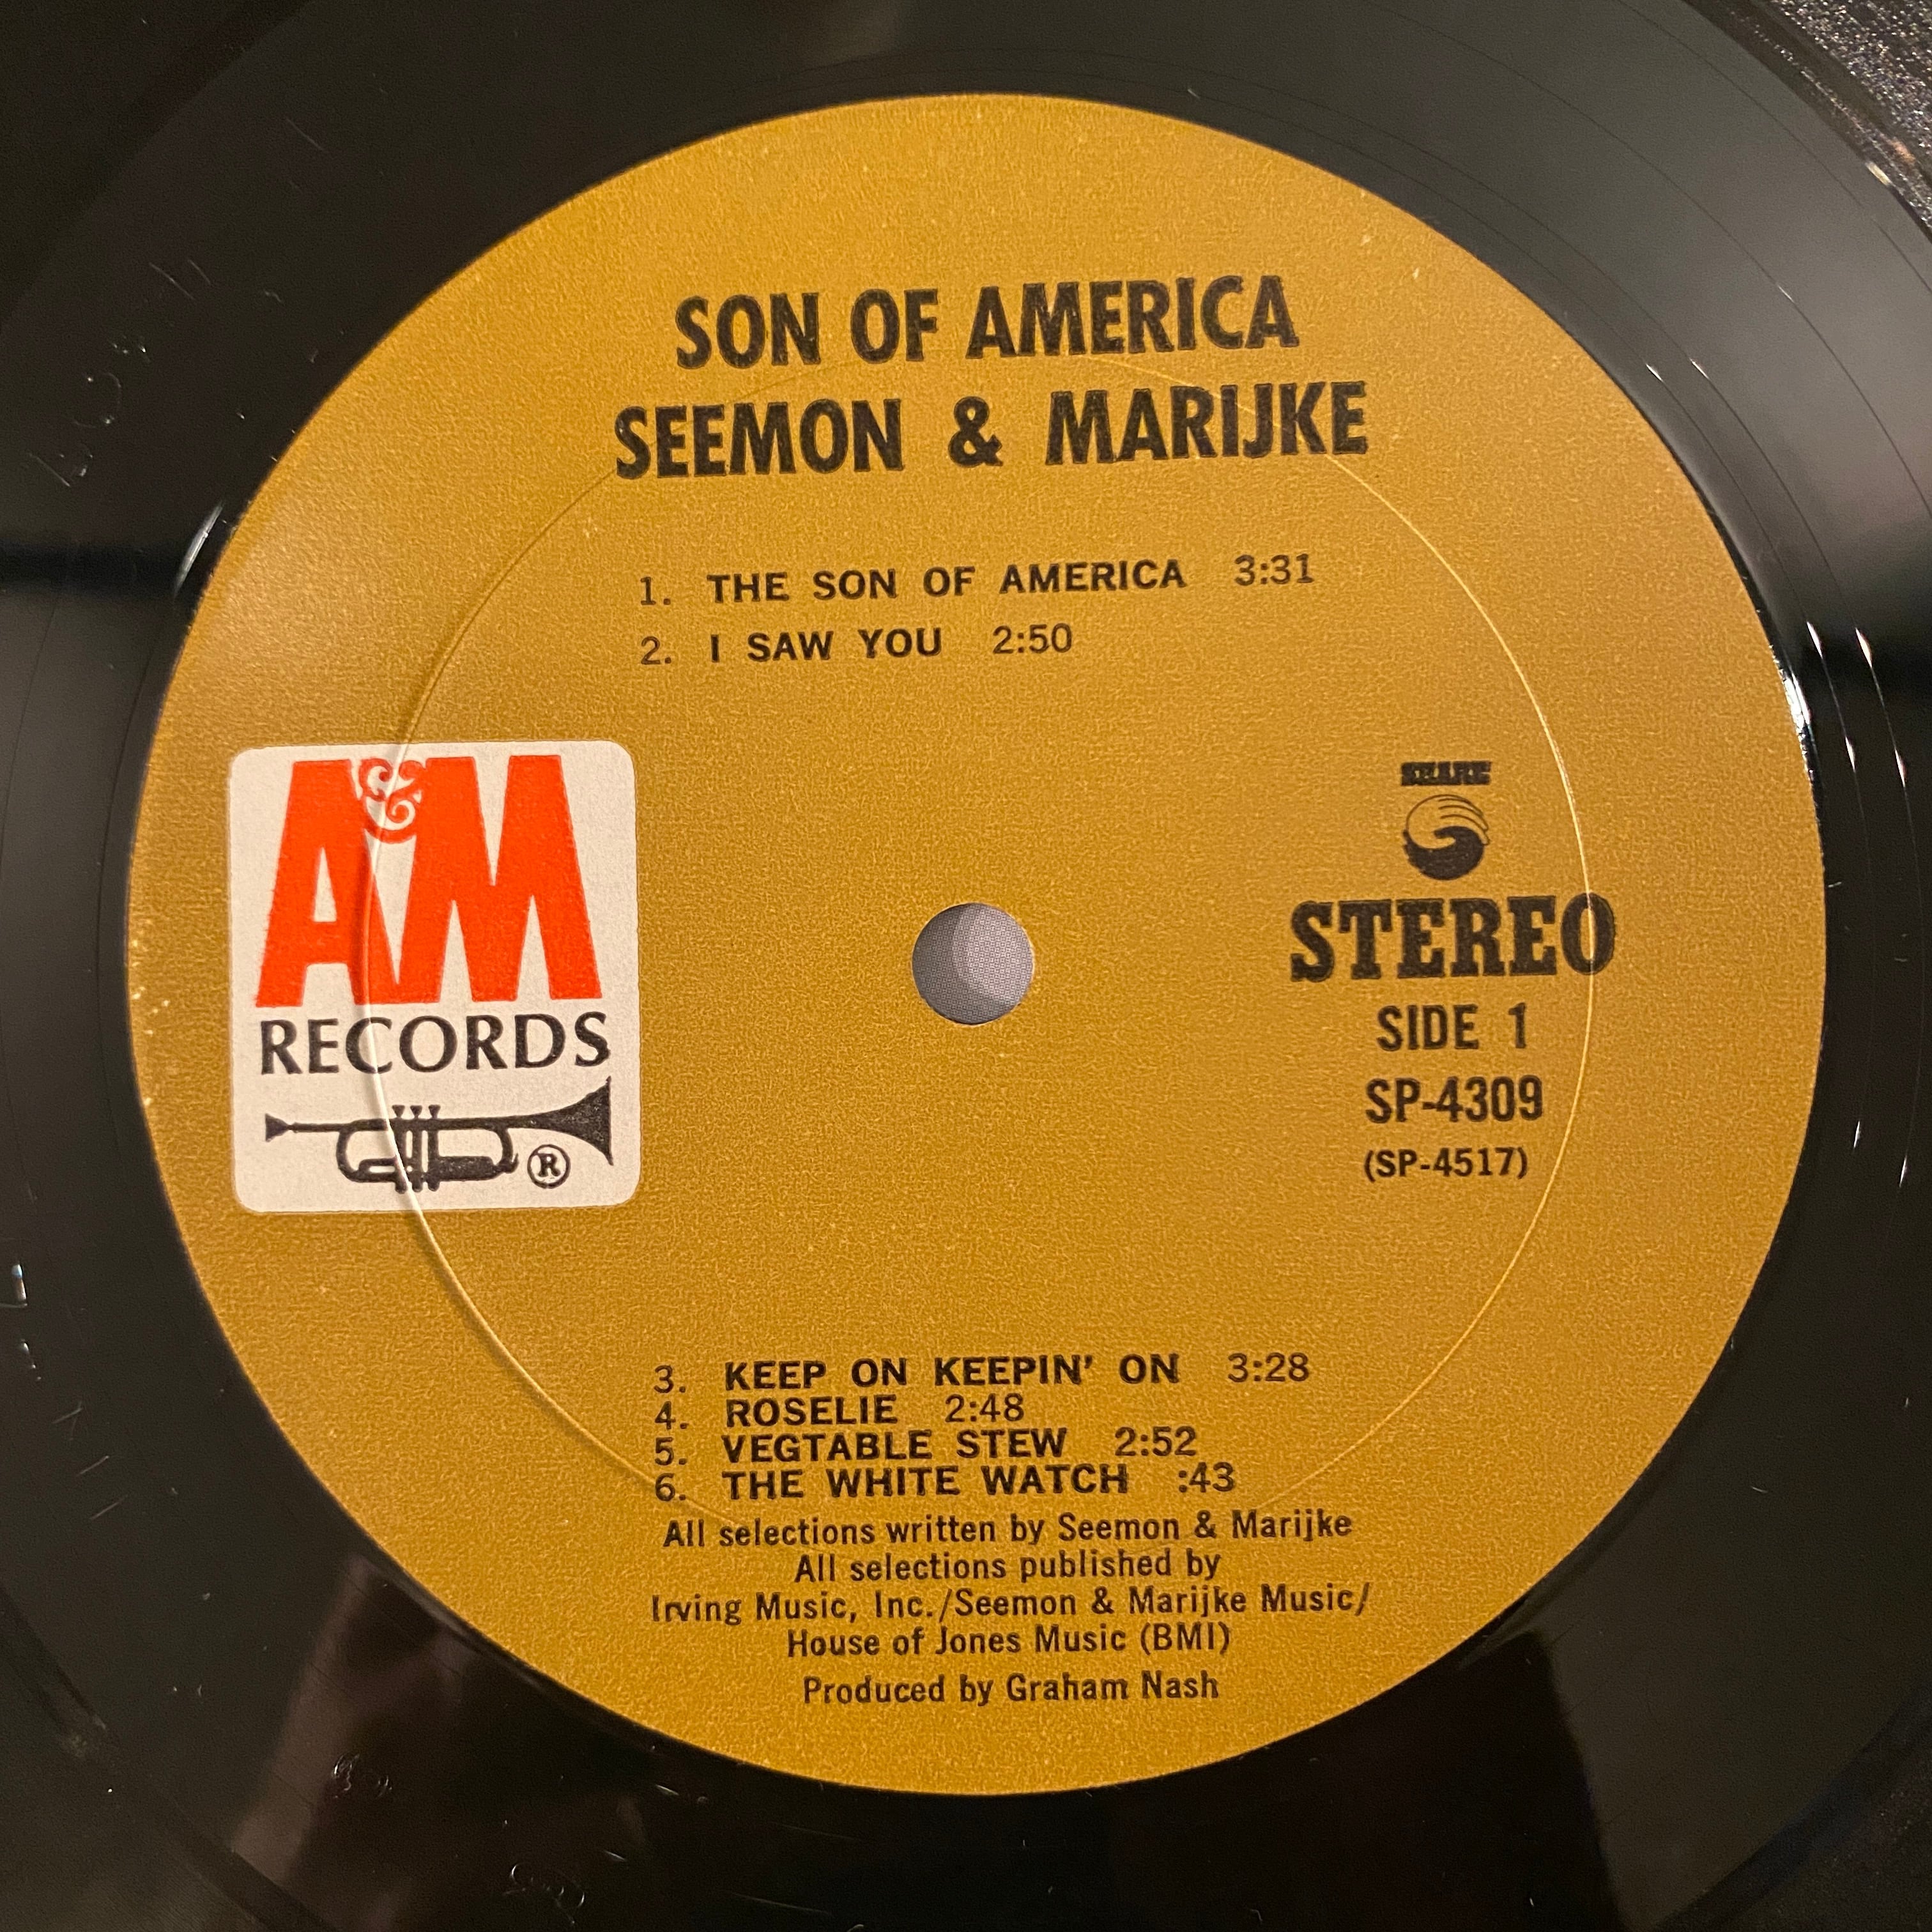 SON OF AMERICA
SEEMON & MARIJKE
1. THE SON OF AMERICA 3:31
2. I SAW YOU 2:50
A&M
RECORDS
®
SHARE
STEREO
SIDE 1
SP-4309
(SP-4517)
3. KEEP ON KEEPIN' ON 3:28
4. ROSELIE 2:48
5. VEGTABLE STEW 2:52
6. THE WHITE WATCH :43
All selections written by Seemon & Marijke
All selections published by
Irving Music, Inc./Seemon & Marijke Music/
House of Jones Music (BMI)
Produced by Graham Nash